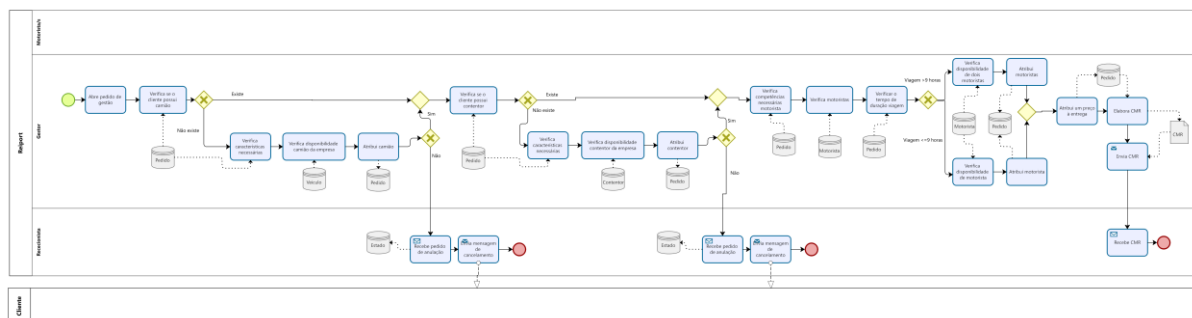 Reiport
Motorista/s
Gestor
Rececionista
Cliente
Abre pedido de
gestão
Verifica se o
cliente possui
camião
Existe
Não existe
Pedido
Verifica
características
necessárias
Verifica disponibilidade
camião da empresa
Veículo
Atribui camião
Pedido
Sim
Não
Recebe pedido
de anulação
Estado
Envia mensagem
de
cancelamento
Verifica se o
cliente possui
contentor
Existe
Não existe
Pedido
Verifica
características
necessárias
Verifica disponibilidade
contentor da empresa
Contentor
Atribui
contentor
Pedido
Sim
Não
Recebe pedido
de anulação
Estado
Envia mensagem
de
cancelamento
Verifica
competências
necessárias
motorista
Pedido
Verifica motoristas
Motorista
Verificar o
tempo de
duração viagem
Pedido
Viagem >9 horas
Viagem <=9 horas
Verifica
disponibilidade
de dois
motoristas
Atribui
motoristas
Motorista
Pedido
Verifica
disponibilidade
de motorista
Atribui motorista
Pedido
Atribui um preço
à entrega
Elabora CMR
CMR
Envia CMR
Recebe CMR